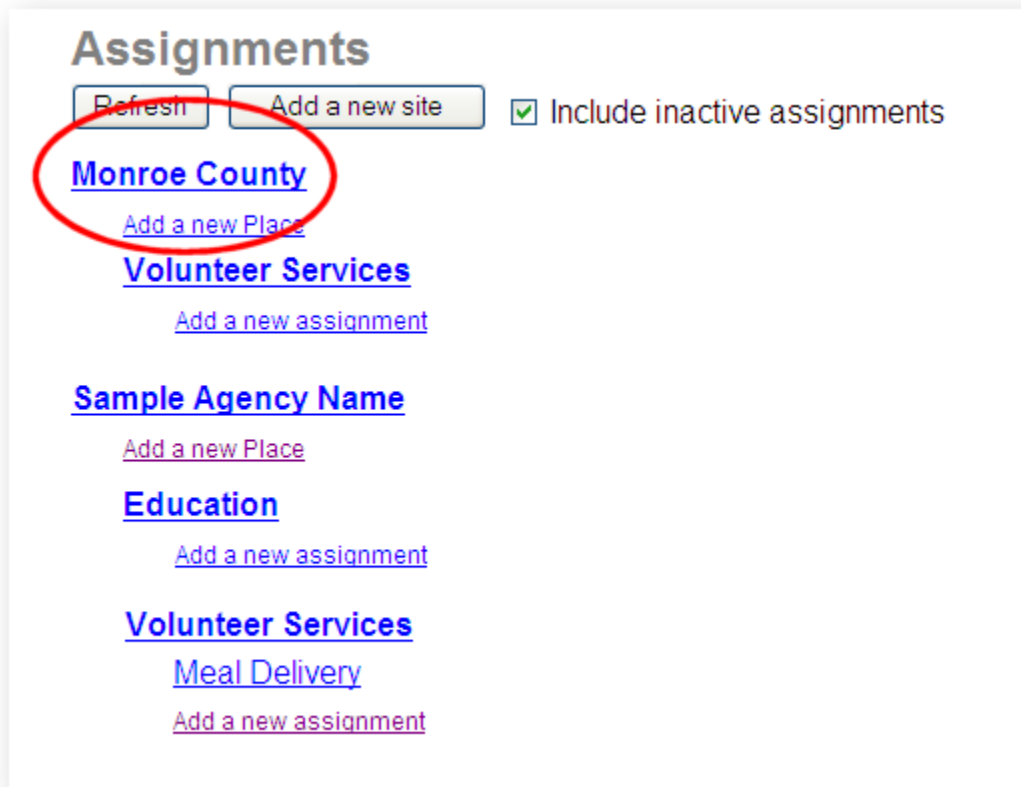 Assignments
Refresh Add a new site Include inactive assignments
Monroe County
Add a new Place
Volunteer Services
Add a new assignment
Sample Agency Name
Add a new Place
Education
Add a new assignment
Volunteer Services
Meal Delivery
Add a new assignment